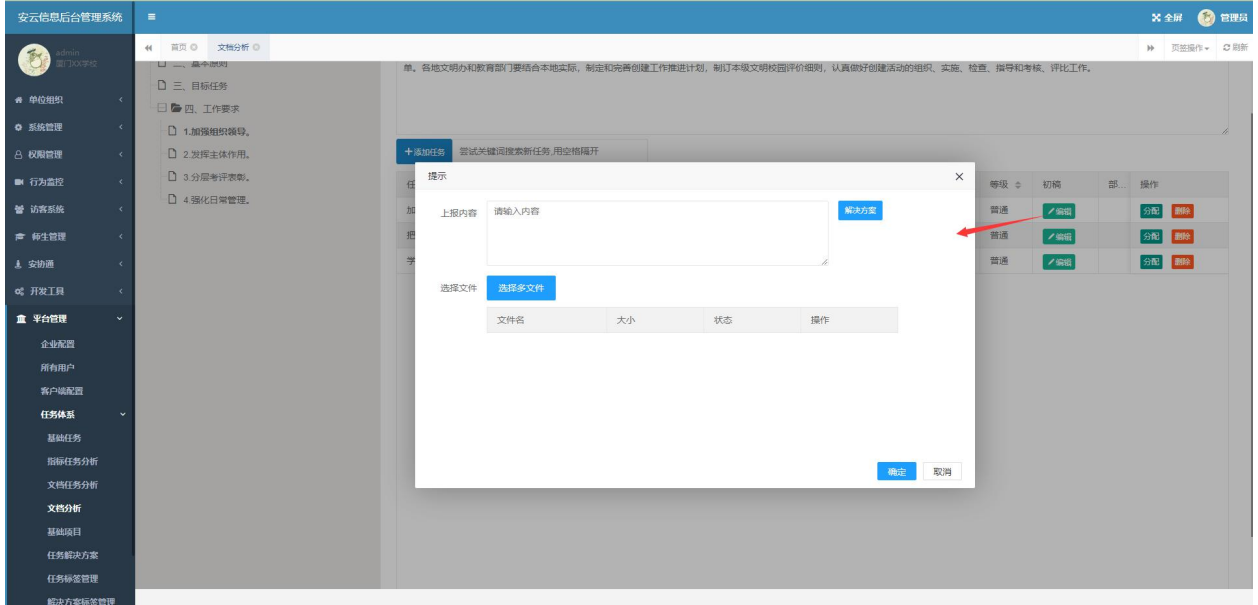 安云信息后台管理系统
全屏
管理员
admin
厦门XX学校
首页
文档分析
页签操作
刷新
单位组织
系统管理
权限管理
行为监控
访客系统
师生管理
安协通
开发工具
平台管理
企业配置
所有用户
客户端配置
任务体系
基础任务
指标任务分析
文档任务分析
文档分析
基础项目
任务解决方案
任务标签管理
解决方案标签管理
二、基本原则
三、目标任务
四、工作要求
1.加强组织领导。
2.发挥主体作用。
3.分层考评表彰。
4.强化日常管理。
单。各地文明办和教育部门要结合本地实际，制定和完善创建工作推进计划，制订本级文明校园评价细则，认真做好创建活动的组织、实施、检查、指导和考核、评比工作。
+添加任务 尝试关键词搜索新任务,用空格隔开
任 等级 初稿 部... 操作
加 普通 编辑 分配 删除
把 普通 编辑 分配 删除
学 普通 编辑 分配 删除
提示
上报内容 请输入内容 解决方案
选择文件 选择多文件
文件名 大小 状态 操作
确定 取消